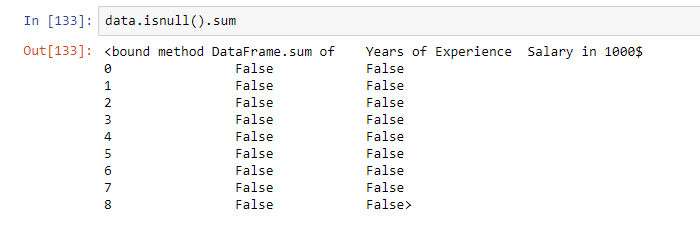 In [133]: data.isnull().sum
Out[133]: <bound method DataFrame.sum of    Years of Experience  Salary in 1000$
0                False            False
1                False            False
2                False            False
3                False            False
4                False            False
5                False            False
6                False            False
7                False            False
8                False            False>